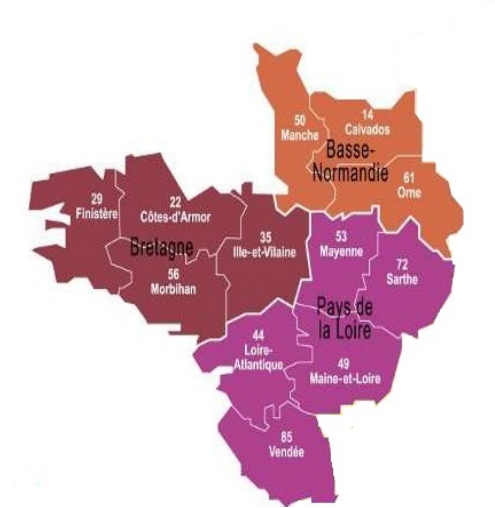 50
Manche
14
Calvados
Basse-
Normandie
61
Orne
29
Finistère
22
Côtes-d'Armor
Bretagne
35
Ille-et-Vilaine
56
Morbihan
53
Mayenne
72
Sarthe
Pays de
la Loire
44
Loire-
Atlantique
49
Maine-et-Loire
85
Vendée